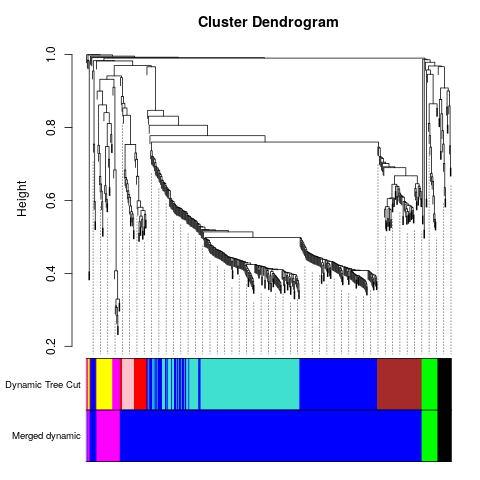 Cluster Dendrogram
Height
1.0
0.8
0.6
0.4
0.2
Dynamic Tree Cut
Merged dynamic